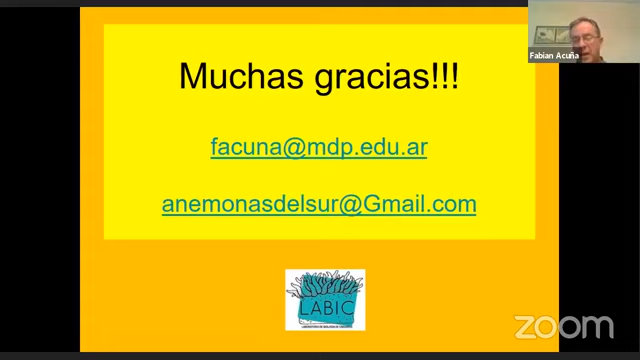 Muchas gracias!!!
facuna@mdp.edu.ar
anemonasdelsur@Gmail.com
LABIC
Fabian Acuña
zoom